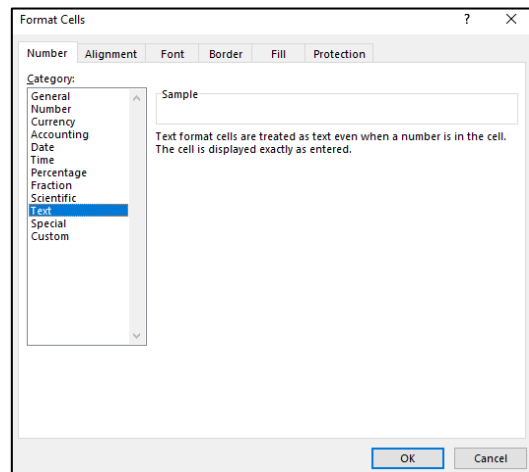 Format Cells ? X
Number Alignment Font Border Fill Protection
Category:
General
Number
Currency
Accounting
Date
Time
Percentage
Fraction
Scientific
Text
Special
Custom
Sample
Text format cells are treated as text even when a number is in the cell.
The cell is displayed exactly as entered.
OK Cancel